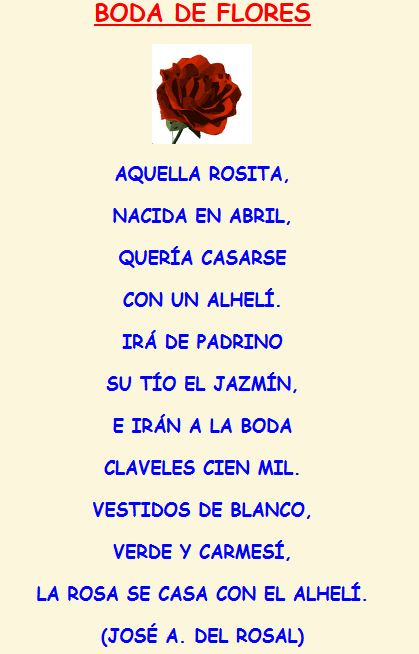 BODA DE FLORES
AQUELLA ROSITA,
NACIDA EN ABRIL,
QUERÍA CASARSE
CON UN ALHELÍ.
IRÁ DE PADRINO
SU TÍO EL JAZMÍN,
E IRÁN A LA BODA
CLAVELES CIEN MIL.
VESTIDOS DE BLANCO,
VERDE Y CARMESÍ,
LA ROSA SE CASA CON EL ALHELÍ.
(JOSÉ A. DEL ROSAL)